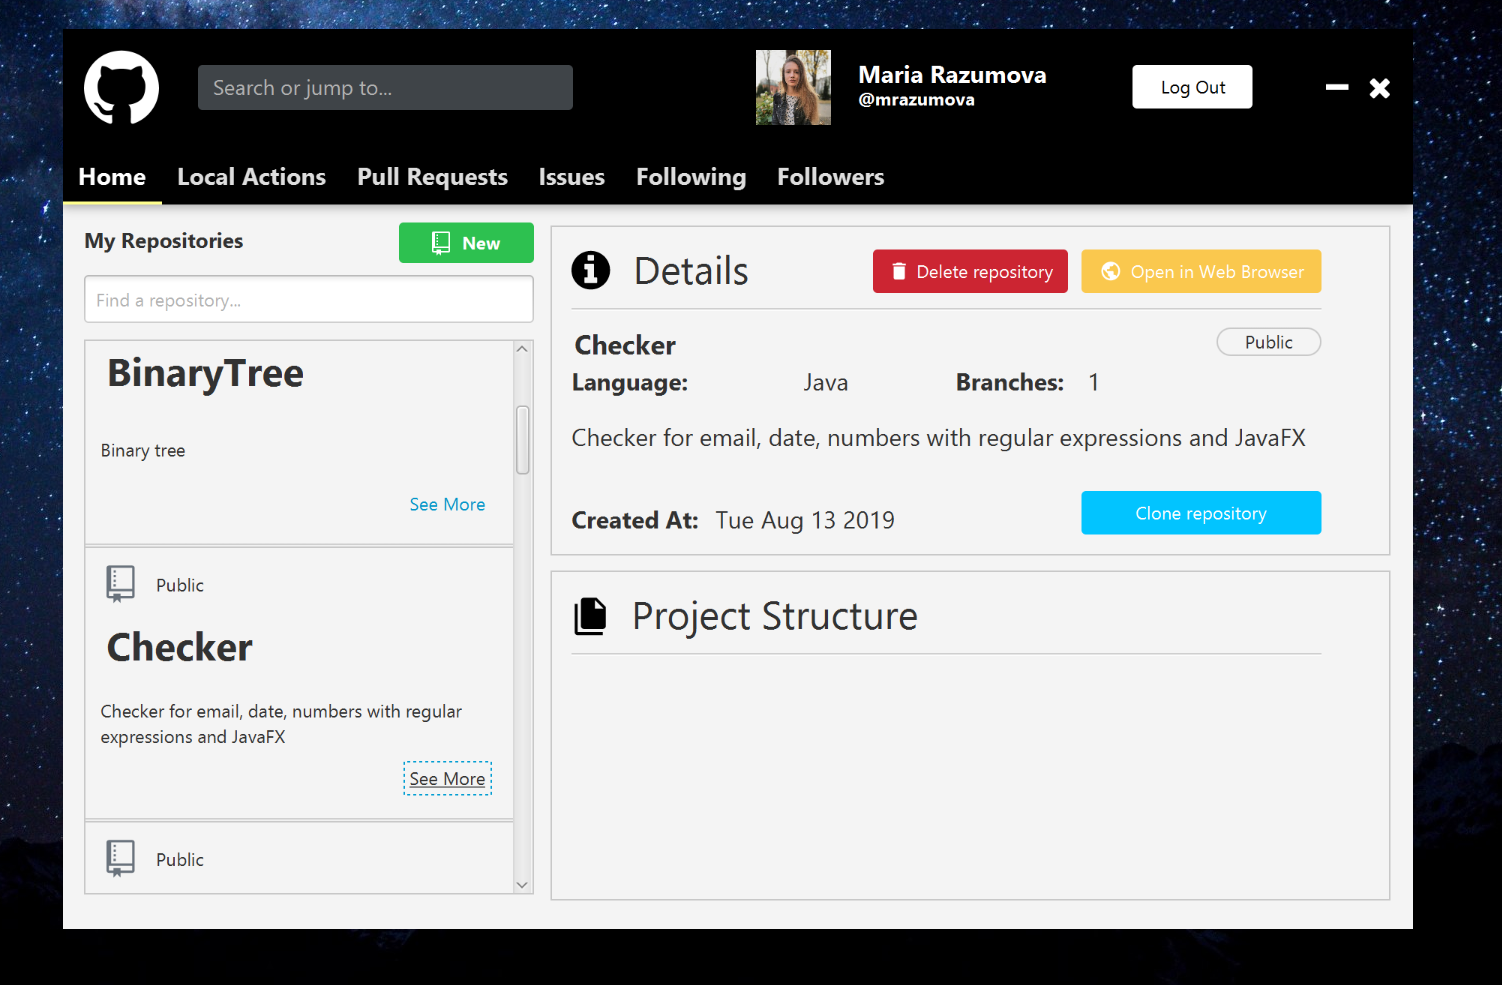 Search or jump to...
Maria Razumova
@mrazumova
Log Out
Home Local Actions Pull Requests Issues Following Followers
My Repositories
New
Find a repository...
BinaryTree
Binary tree
See More
Public
Checker
Checker for email, date, numbers with regular
expressions and JavaFX
See More
Public
Details
Delete repository
Open in Web Browser
Checker
Public
Language: Java Branches: 1
Checker for email, date, numbers with regular expressions and JavaFX
Created At: Tue Aug 13 2019
Clone repository
Project Structure